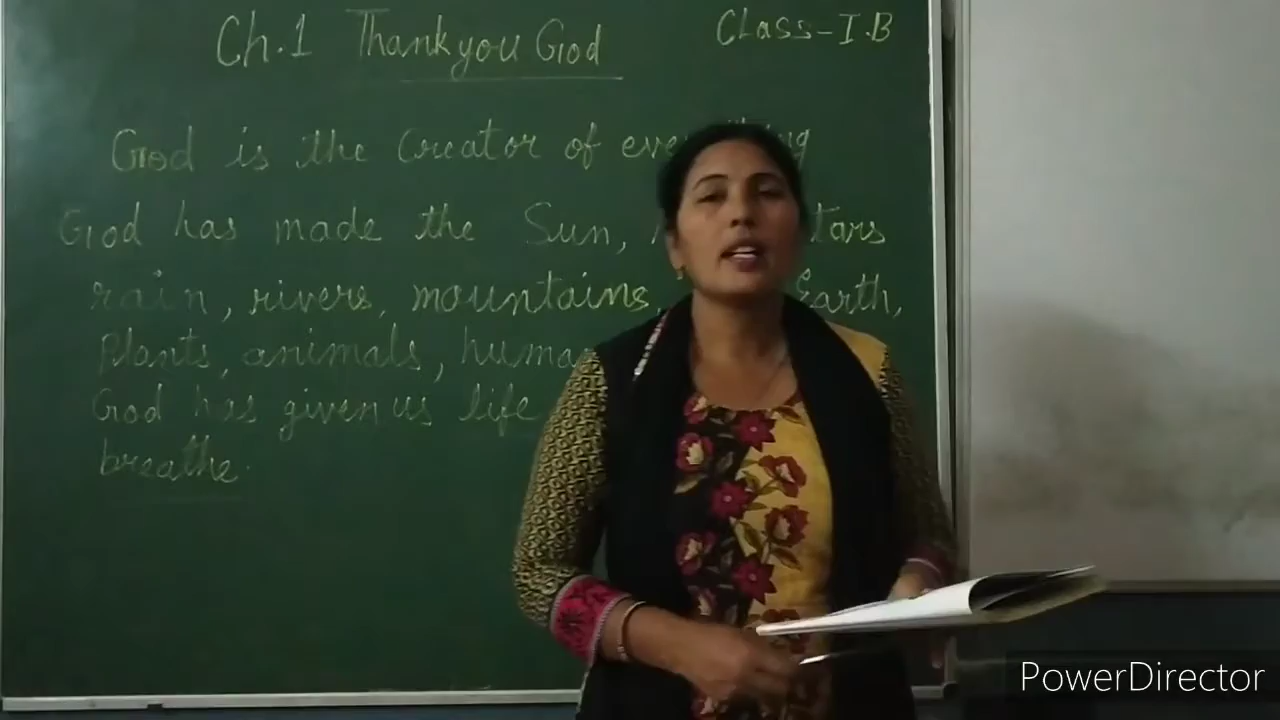 Ch.1 Thankyou God
Class-I.B
God is the Creator of
God has made the Sun,
rain, rivers, mountains, Earth,
Plants, animals,
God has given us life
breathe.
PowerDirector